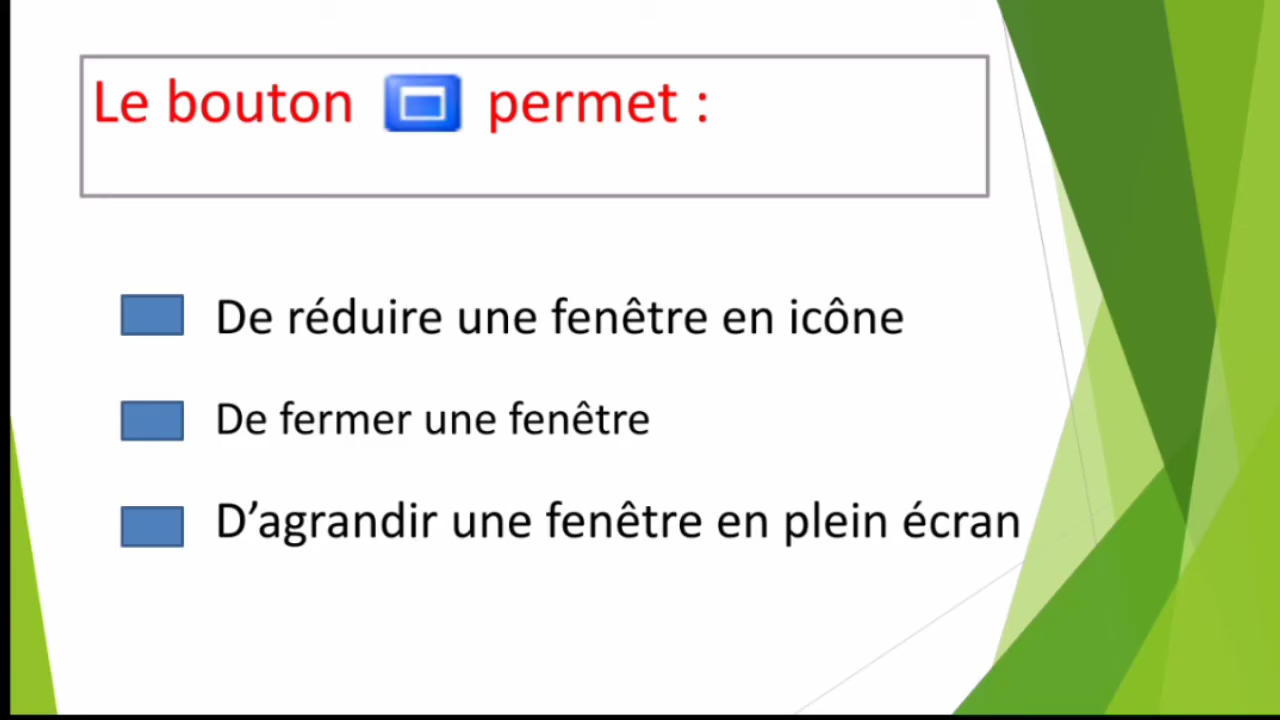 Le bouton permet :
De réduire une fenêtre en icône
De fermer une fenêtre
D’agrandir une fenêtre en plein écran